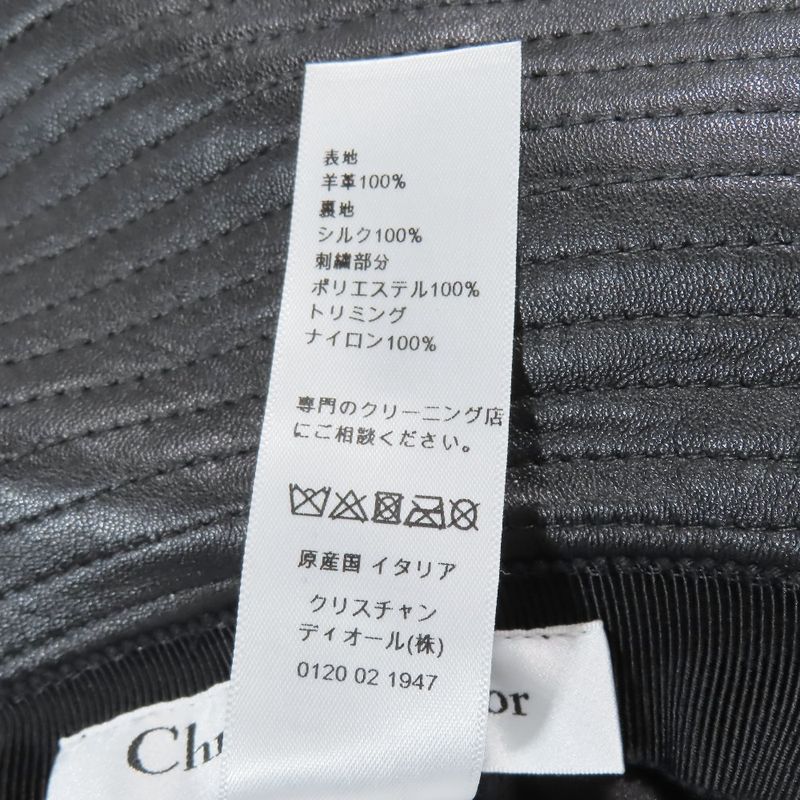 表地
羊革100%
裏地
シルク100%
刺繍部分
ポリエステル100%
トリミング
ナイロン100%
専門のクリーニング店
にご相談ください。
原産国 イタリア
クリスチャン
ディオール(株)
0120 02 1947